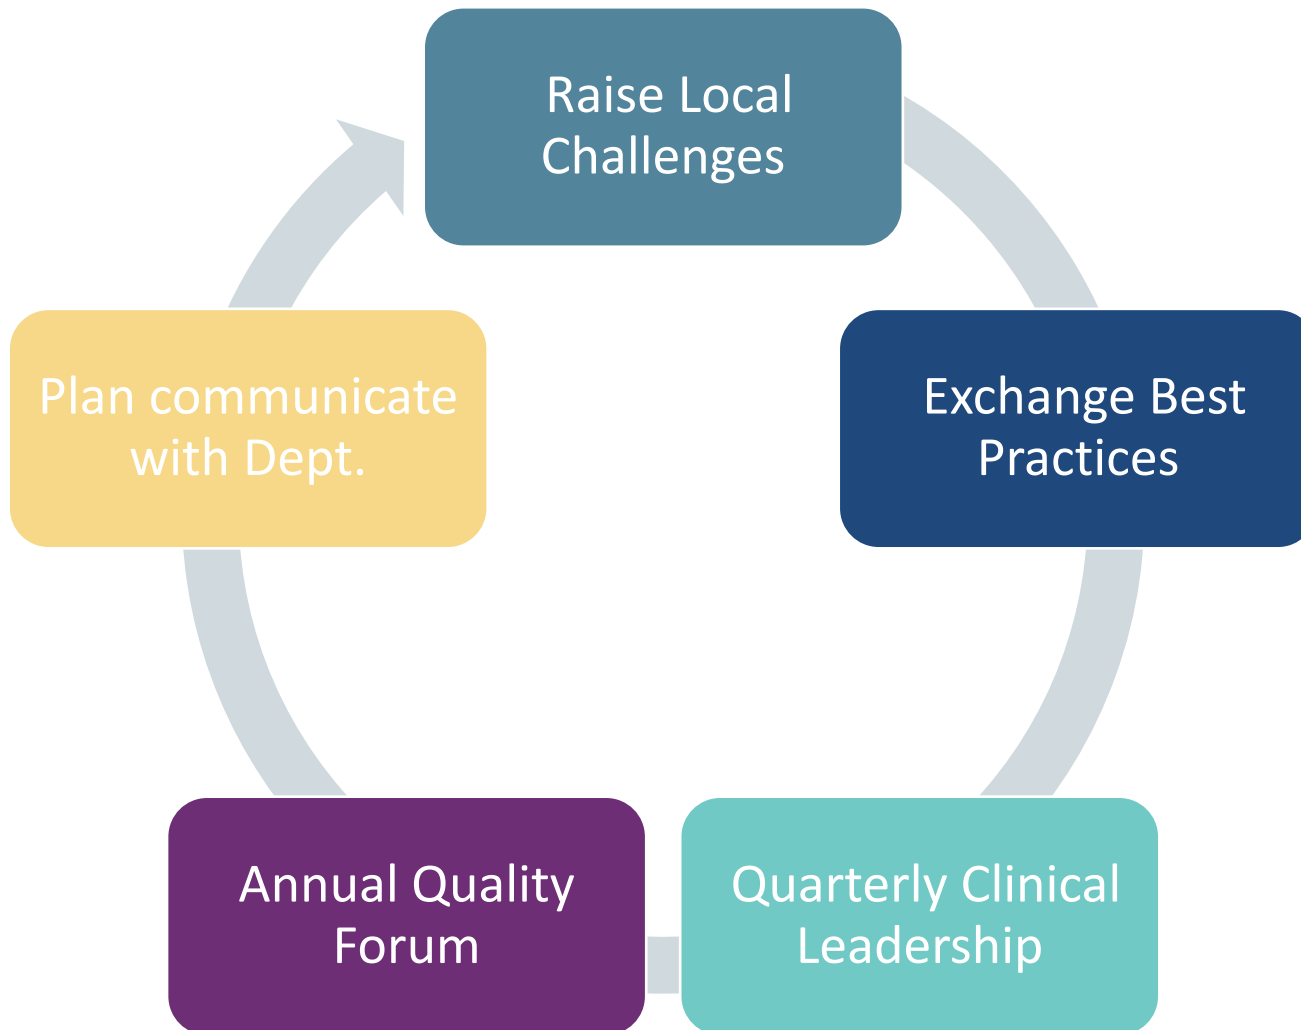 Raise Local
Challenges
Exchange Best
Practices
Quarterly Clinical
Leadership
Annual Quality
Forum
Plan communicate
with Dept.